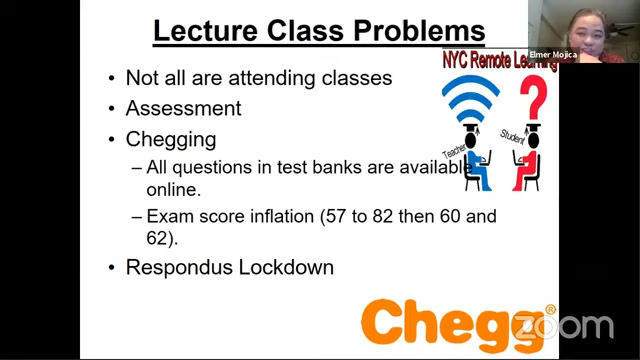 Lecture Class Problems
Elmer Mojica
NYC Remote Learning
• Not all are attending classes
• Assessment
• Chegging
– All questions in test banks are available
online.
– Exam score inflation (57 to 82 then 60 and
62).
• Respondus Lockdown
Teacher
Student
?
Chegg®
zoom